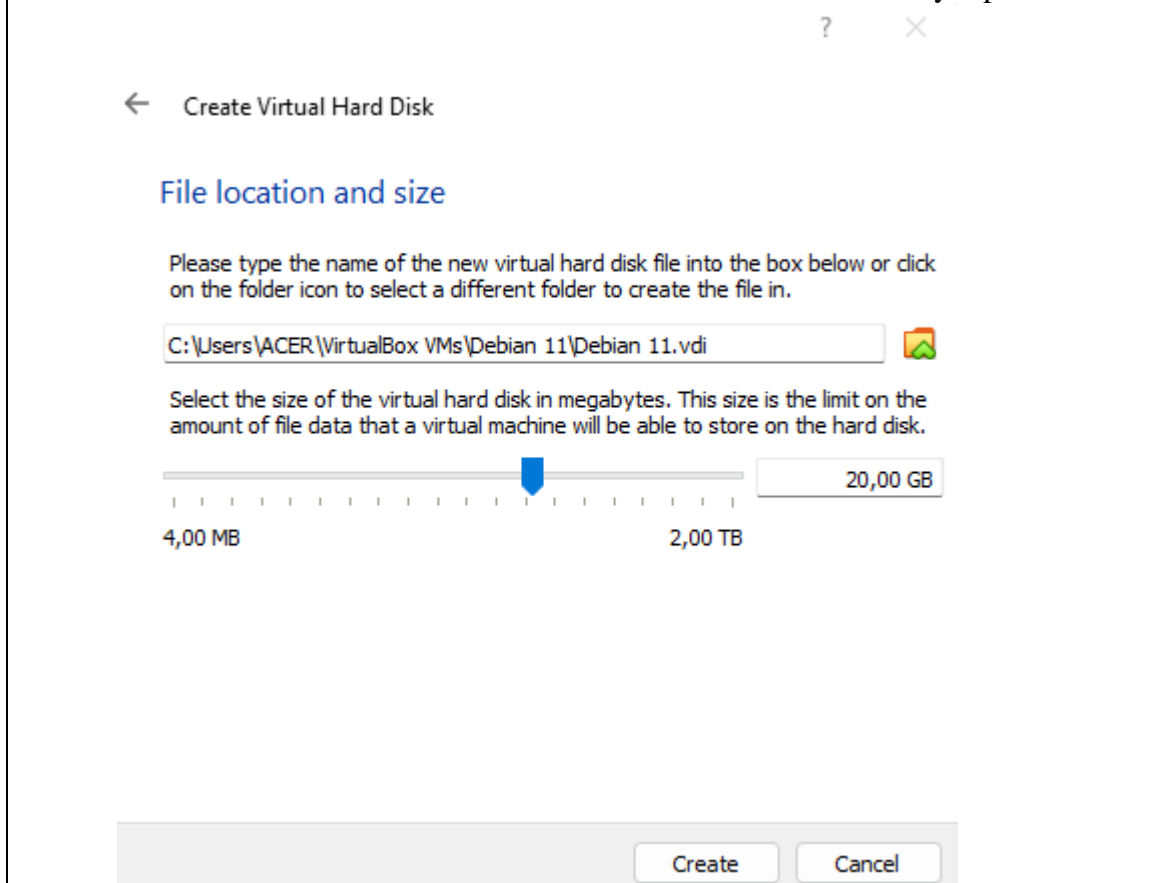 ?
Create Virtual Hard Disk
File location and size
Please type the name of the new virtual hard disk file into the box below or click
on the folder icon to select a different folder to create the file in.
C:\Users\ACER\VirtualBox VMs\Debian 11\Debian 11.vdi
Select the size of the virtual hard disk in megabytes. This size is the limit on the
amount of file data that a virtual machine will be able to store on the hard disk.
20,00 GB
4,00 MB 2,00 TB
Create Cancel